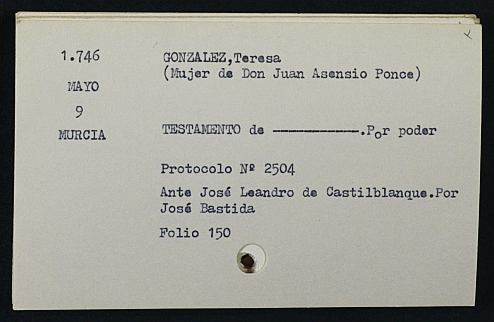 1.746
MAYO
9
MURCIA
GONZALEZ,Teresa
(Mujer de Don Juan Asensio Ponce)
TESTAMENTO de ------------.Por poder
Protocolo Nº 2504
Ante José Leandro de Castilblanque.Por
José Bastida
Folio 150
x